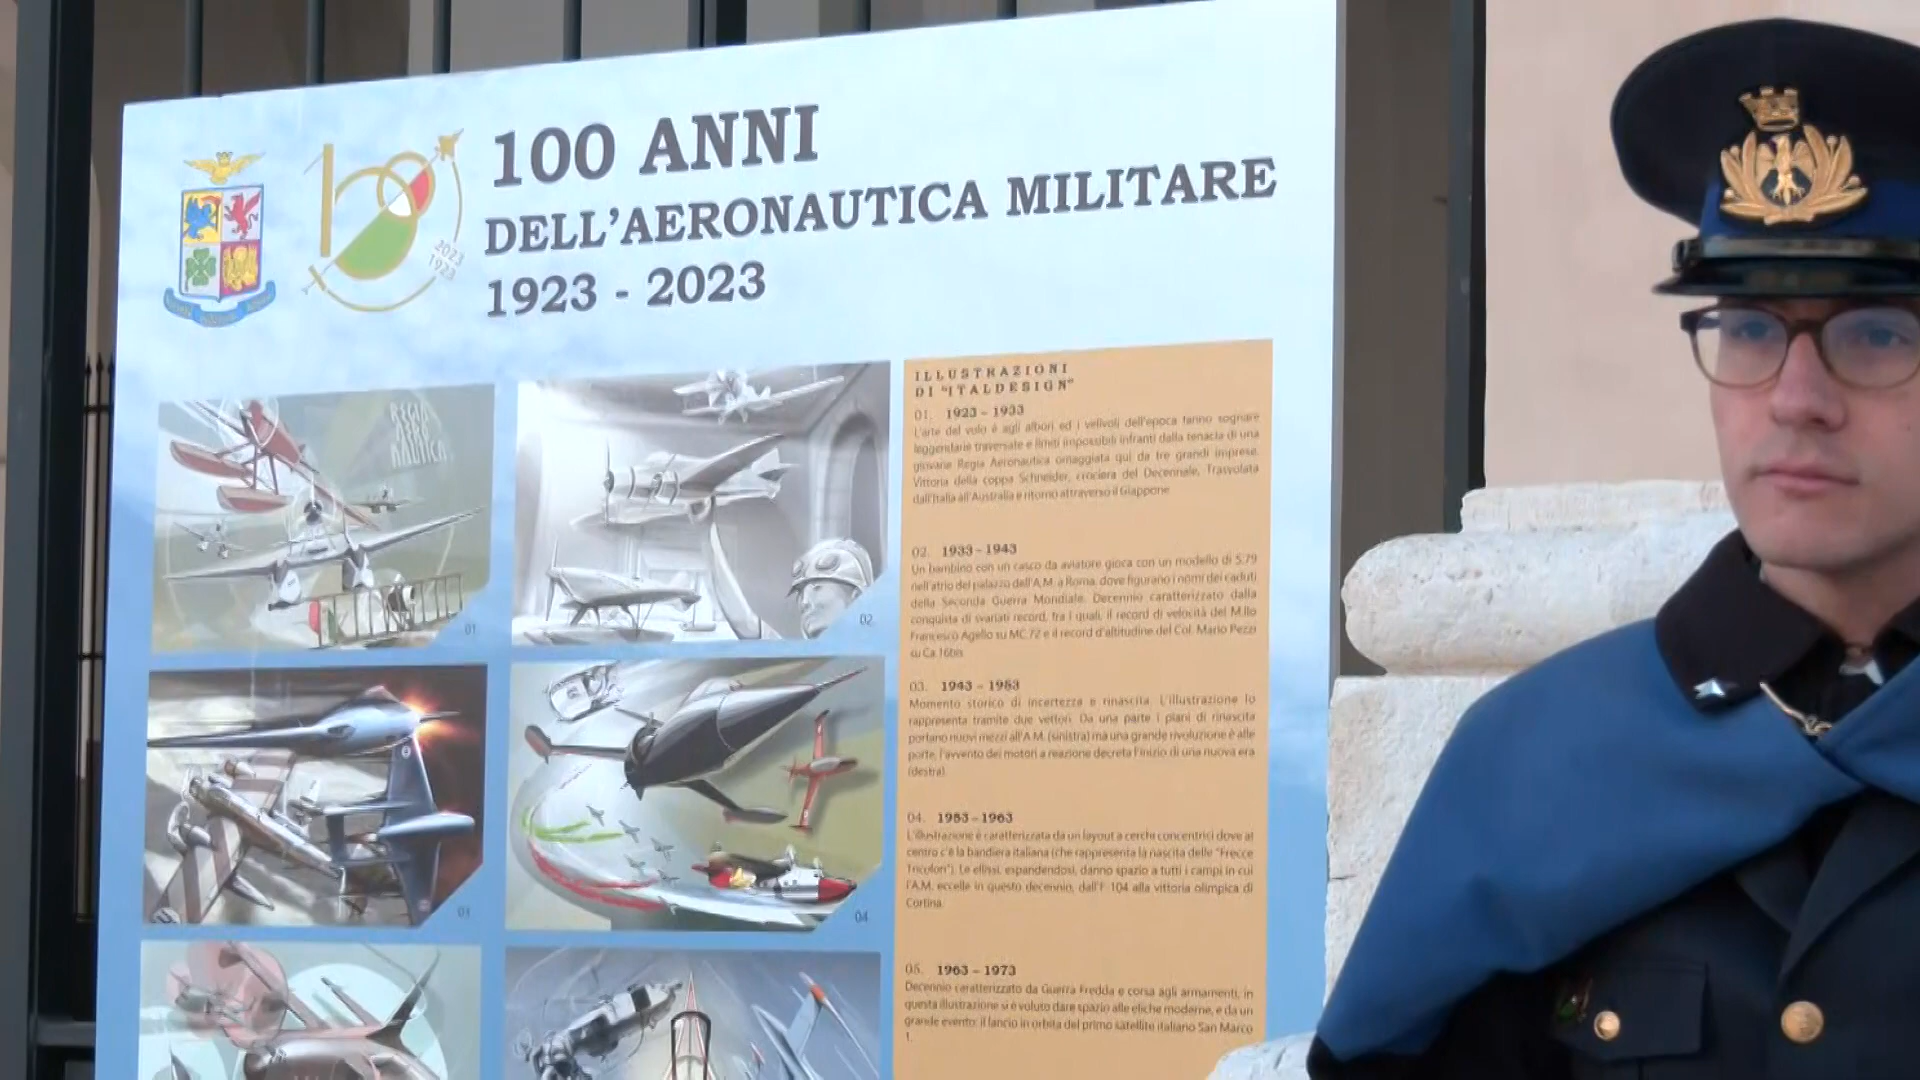 100 ANNI
DELL'AERONAUTICA MILITARE
1923 - 2023
2023
1923
REGIA
AERO
NAUTICA
01
02
03
04
ILLUSTRAZIONI
DI "ITALDESIGN"
01. 1923 - 1933
L'arte del volo è agli albori ed i velivoli dell'epoca fanno sognare
leggendarie traversate e limiti impossibili infranti dalla tenacia di una
giovane Regia Aeronautica omaggiata qui da tre grandi imprese.
Vittoria della coppa Schneider, crociera del Decennale, Trasvolata
dall'Italia all'Australia e ritorno attraverso il Giappone
02. 1933 - 1943
Un bambino con un casco da aviatore gioca con un modello di S.79
nell'atrio del palazzo dell'A.M. a Roma, dove figurano i nomi dei caduti
della Seconda Guerra Mondiale. Decennio caratterizzato dalla
conquista di svariati record, fra i quali, il record di velocità del M.llo
Francesco Agello su MC.72 e il record d'altitudine del Col. Mario Pezzi
su Ca.16bis
03. 1943 - 1953
Momento storico di incertezza e rinascita. L'illustrazione lo
rappresenta tramite due vettori. Da una parte i piani di rinascita
portano nuovi mezzi all'A.M. (sinistra) ma una grande rivoluzione è alle
porte, l'avvento dei motori a reazione decreta l'inizio di una nuova era
(destra).
04. 1953 - 1963
L'illustrazione è caratterizzata da un layout a cerchi concentrici dove al
centro c'è la bandiera italiana (che rappresenta la nascita delle "Frecce
Tricolori"). Le ellissi, espandendosi, danno spazio a tutti i campi in cui
l'A.M. eccelle in questo decennio, dall'F-104 alla vittoria olimpica di
Cortina.
05. 1963 - 1973
Decennio caratterizzato da Guerra Fredda e corsa agli armamenti, in
questa illustrazione si è voluto dare spazio alle eliche moderne, e da un
grande evento: il lancio in orbita del primo satellite italiano San Marco
1.